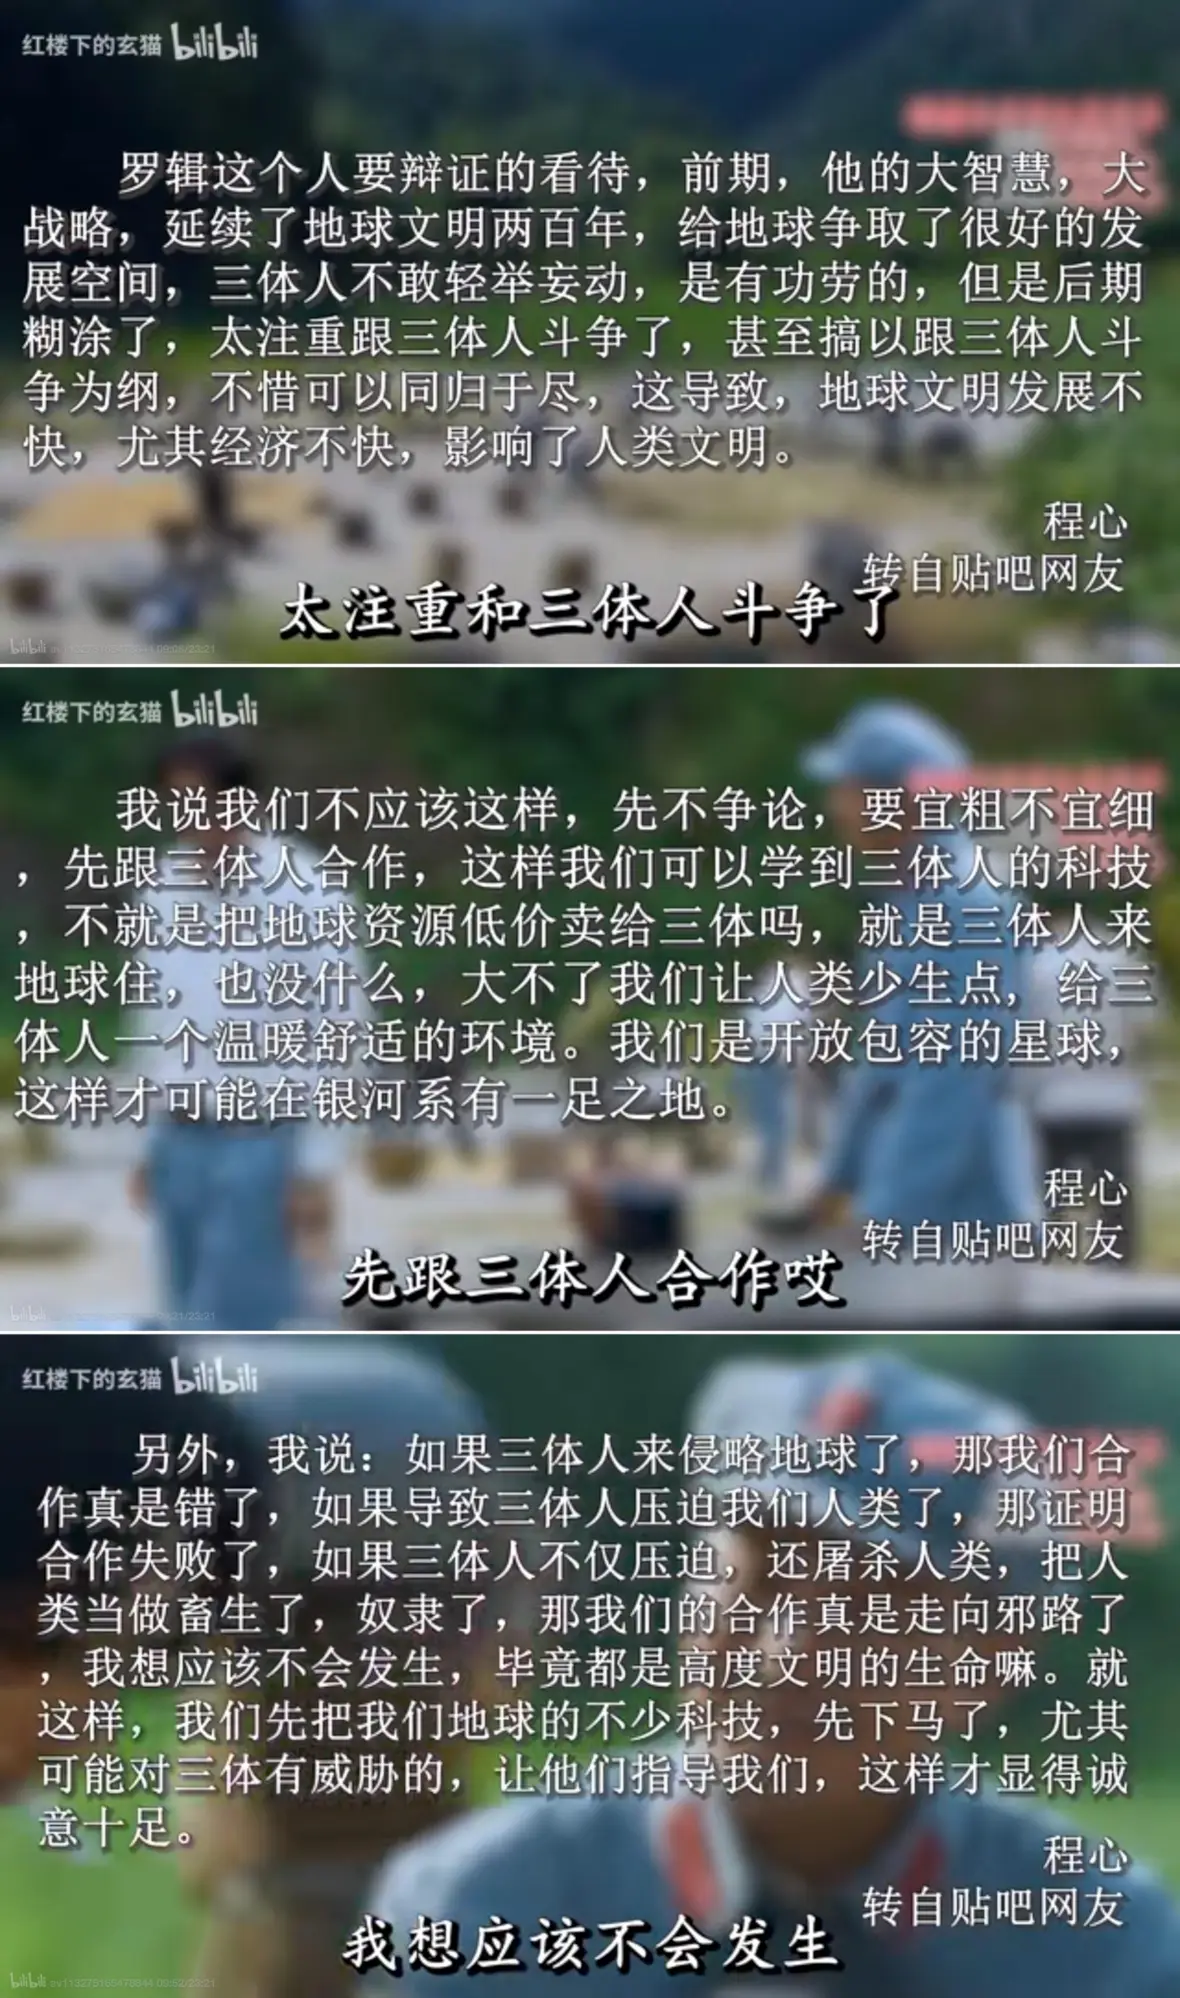 红楼下的玄猫 bilibili
罗辑这个人要辩证的看待，前期，他的大智慧，大
战略，延续了地球文明两百年，给地球争取了很好的发
展空间，三体人不敢轻举妄动，是有功劳的，但是后期
糊涂了，太注重跟三体人斗争了，甚至搞以跟三体人斗
争为纲，不惜可以同归于尽，这导致，地球文明发展不
快，尤其经济不快，影响了人类文明。
程心
转自贴吧网友
太注重和三体人斗争了
bilibili
红楼下的玄猫 bilibili
我说我们不应该这样，先不争论，要宜粗不宜细
，先跟三体人合作，这样我们可以学到三体人的科技
，不就是把地球资源低价卖给三体吗，就是三体人来
地球住，也没什么，大不了我们让人类少生点，给三
体人一个温暖舒适的环境。我们是开放包容的星球，
这样才可能在银河系有一足之地。
程心
转自贴吧网友
先跟三体人合作哎
bilibili
红楼下的玄猫 bilibili
另外，我说：如果三体人来侵略地球了，那我们合
作真是错了，如果导致三体人压迫我们人类了，那证明
合作失败了，如果三体人不仅压迫，还屠杀人类，把人
类当做畜生了，奴隶了，那我们的合作真是走向邪路了
，我想应该不会发生，毕竟都是高度文明的生命嘛。就
这样，我们先把我们地球的不少科技，先下马了，尤其
可能对三体有威胁的，让他们指导我们，这样才显得诚
意十足。
程心
转自贴吧网友
我想应该不会发生
bilibili